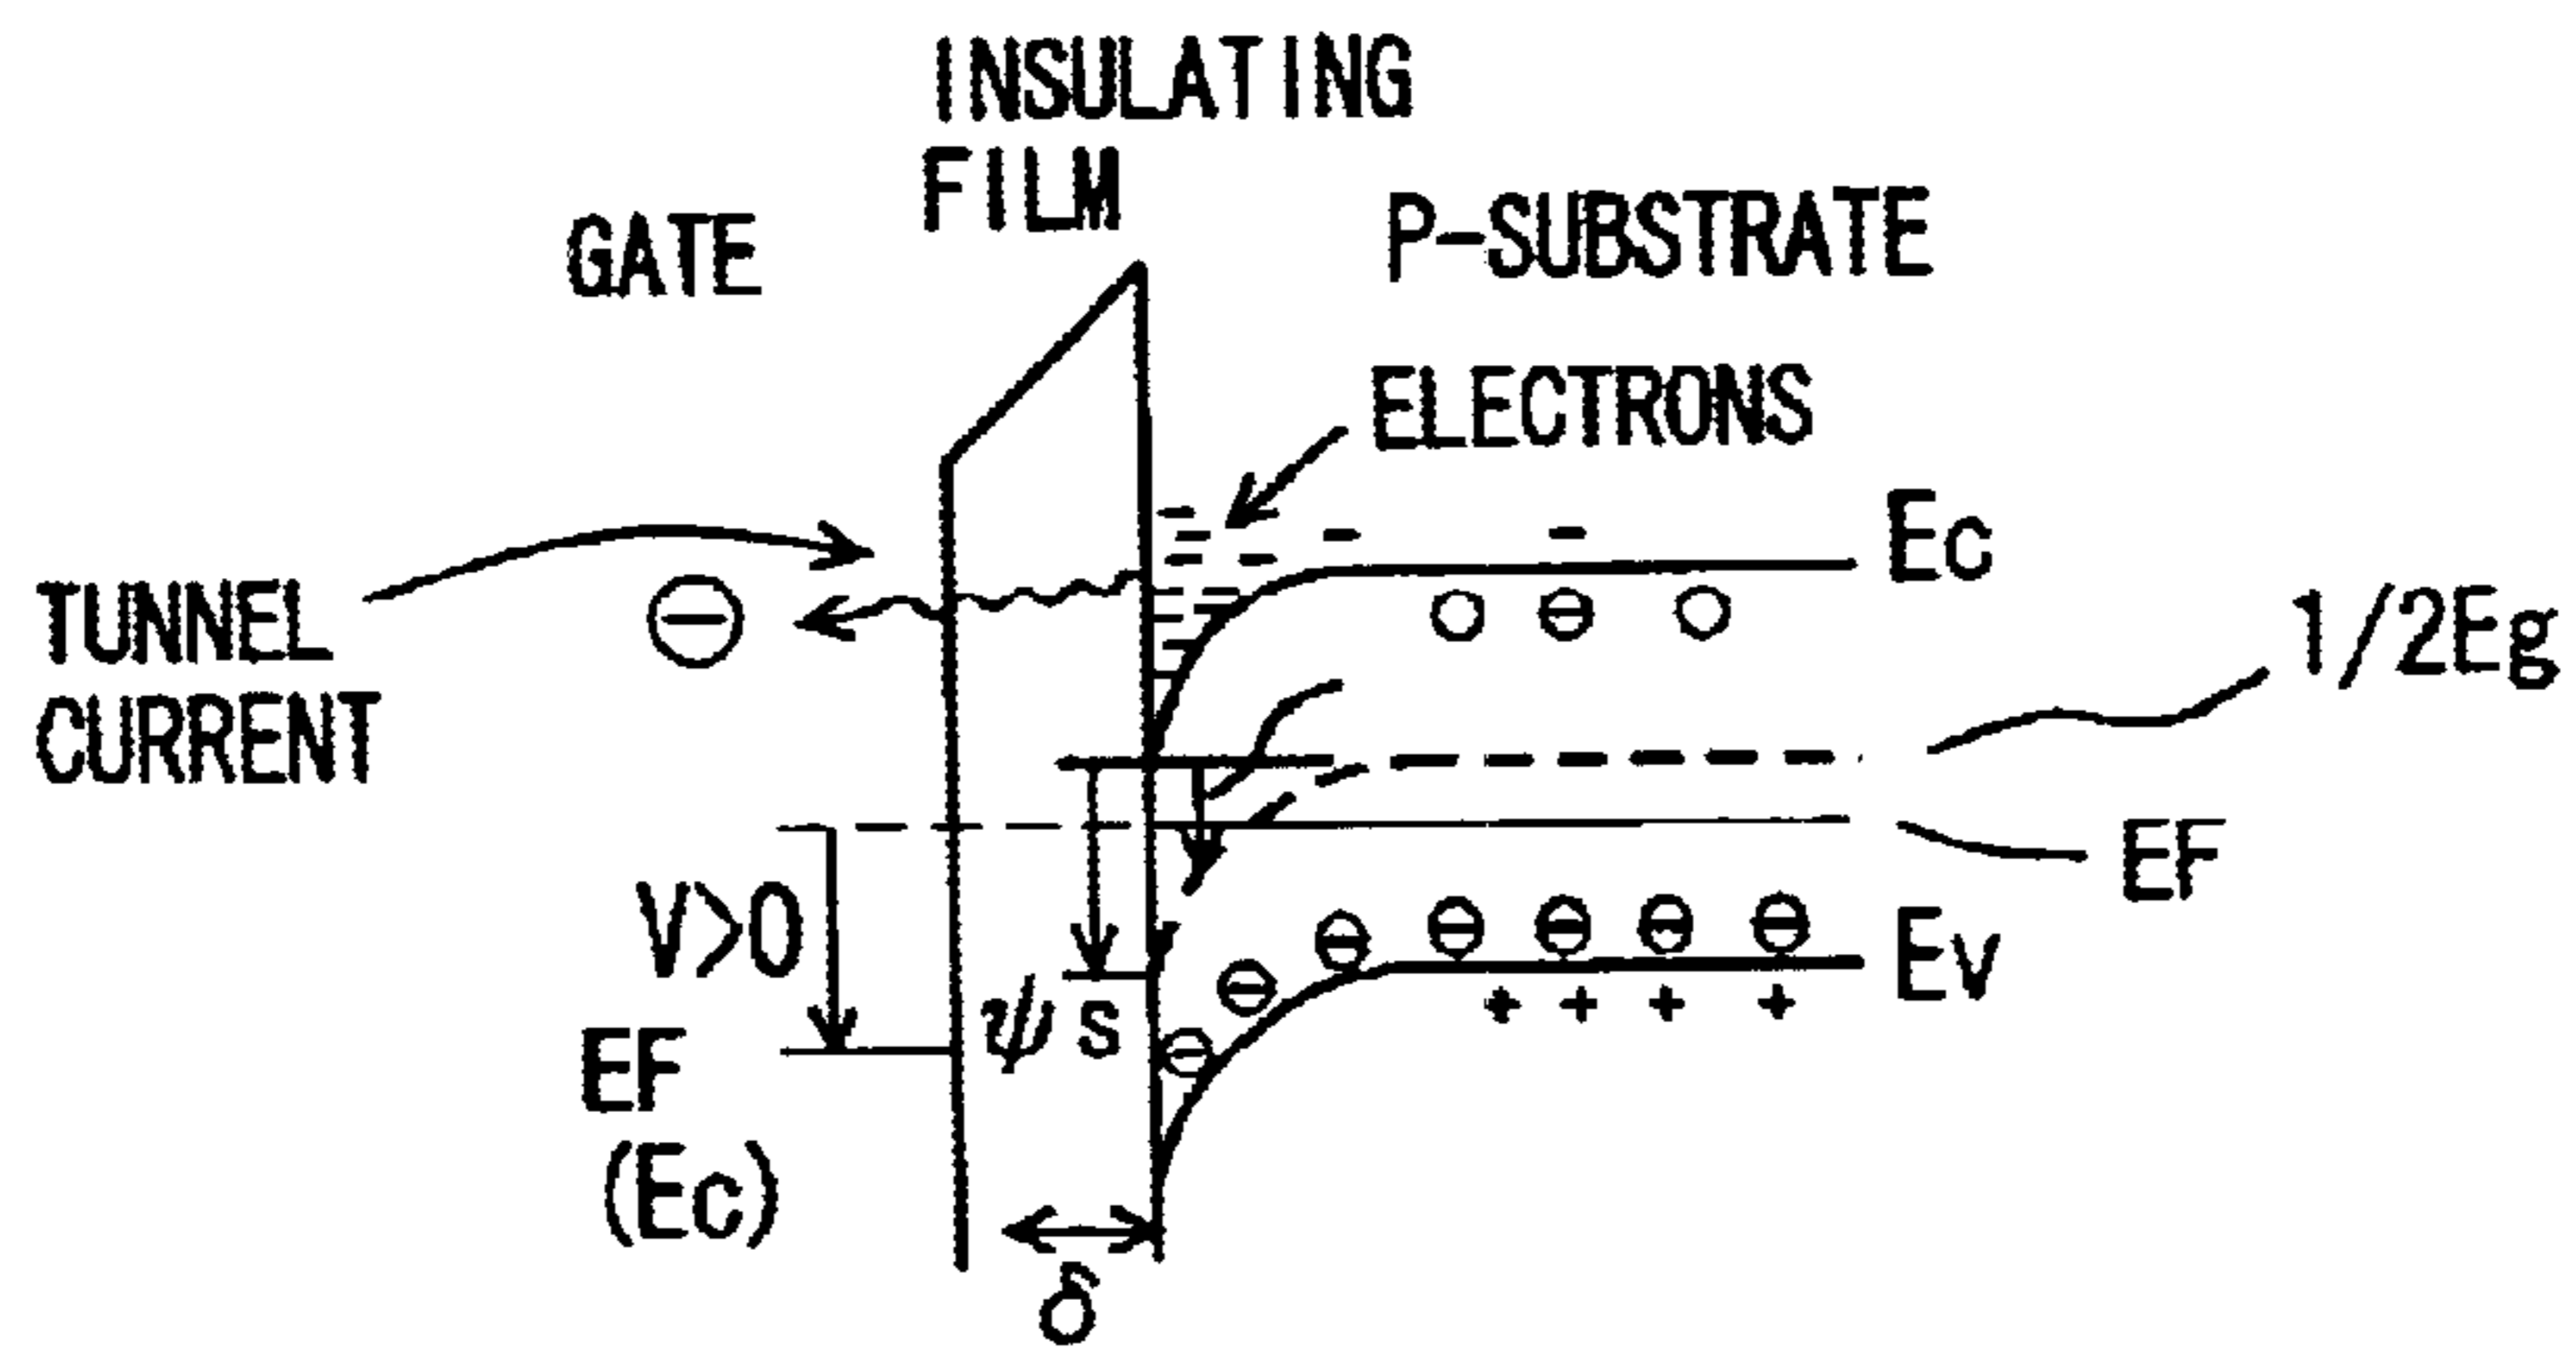 INSULATING
FILM
GATE
P-SUBSTRATE
ELECTRONS
Ec
TUNNEL
CURRENT
1/2Eg
EF
V>0
Ev
ψs
EF
(Ec)
δ